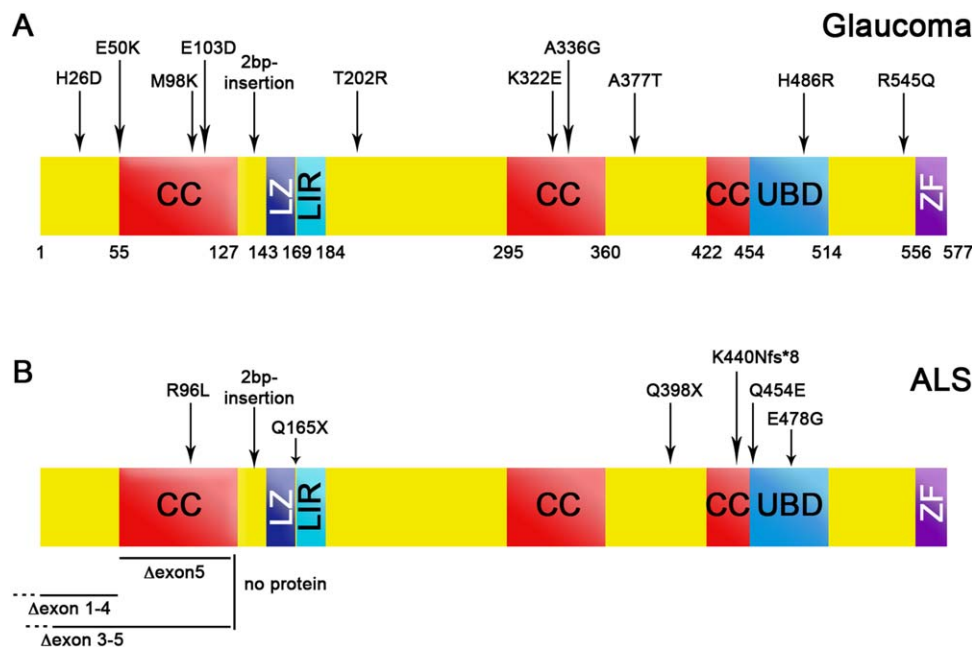 A
Glaucoma
E50K
E103D
A336G
H26D
M98K
2bp-
insertion
T202R
K322E
A377T
H486R
R545Q
CC
LZ
LIR
CC
CC
UBD
ZF
1 55 127 143 169 184 295 360 422 454 514 556 577
B
ALS
K440Nfs*8
R96L
2bp-
insertion
Q165X
Q398X
Q454E
E478G
CC
LZ
LIR
CC
CC
UBD
ZF
Δexon5
no protein
Δexon 1-4
Δexon 3-5